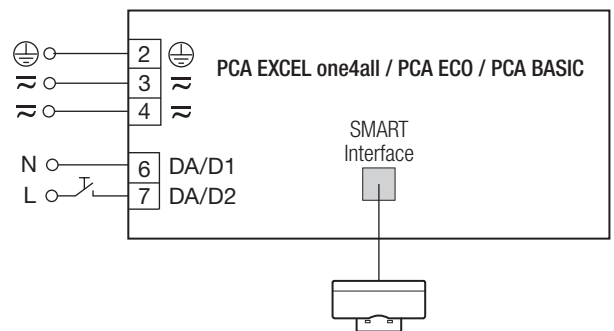 2
PCA EXCEL one4all / PCA ECO / PCA BASIC
3
4
SMART
Interface
N 6 DA/D1
L 7 DA/D2